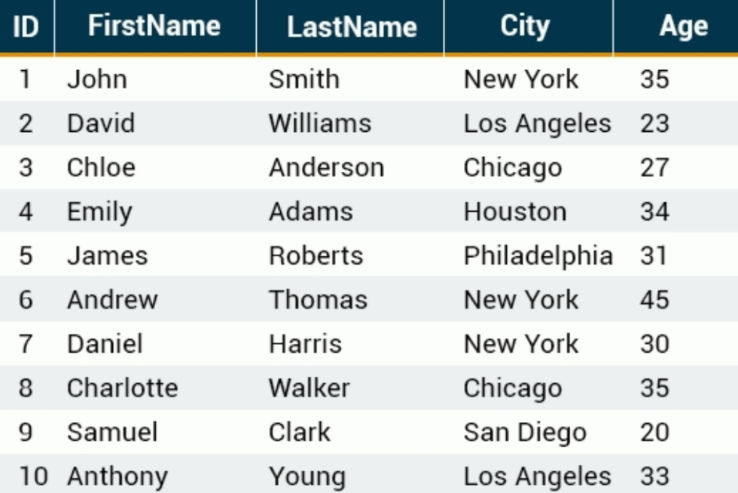 ID FirstName LastName City Age
1 John Smith New York 35
2 David Williams Los Angeles 23
3 Chloe Anderson Chicago 27
4 Emily Adams Houston 34
5 James Roberts Philadelphia 31
6 Andrew Thomas New York 45
7 Daniel Harris New York 30
8 Charlotte Walker Chicago 35
9 Samuel Clark San Diego 20
10 Anthony Young Los Angeles 33